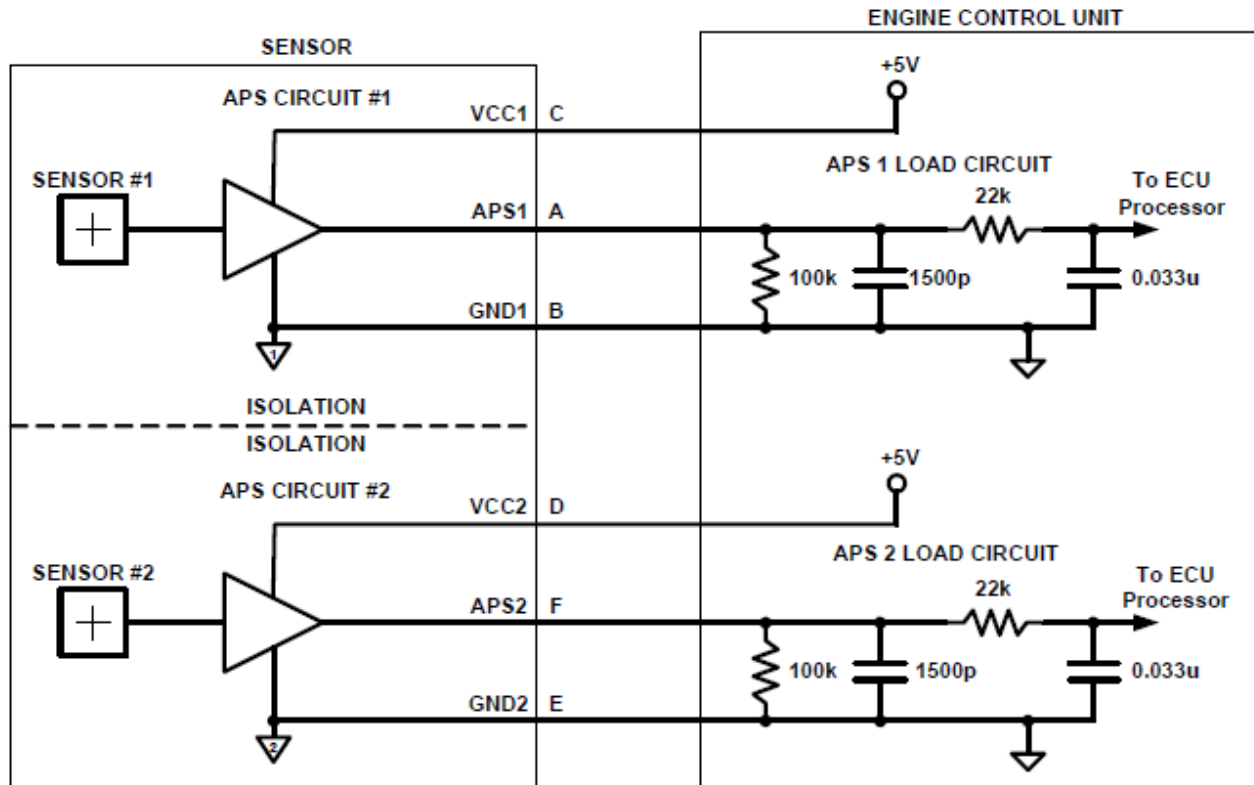 ENGINE CONTROL UNIT
SENSOR
+5V
APS CIRCUIT #1
VCC1 C
APS 1 LOAD CIRCUIT
SENSOR #1
22k
To ECU
Processor
APS1 A
100k
1500p
0.033u
GND1 B
1
ISOLATION
ISOLATION
+5V
APS CIRCUIT #2
VCC2 D
APS 2 LOAD CIRCUIT
SENSOR #2
22k
To ECU
Processor
APS2 F
100k
1500p
0.033u
GND2 E
2